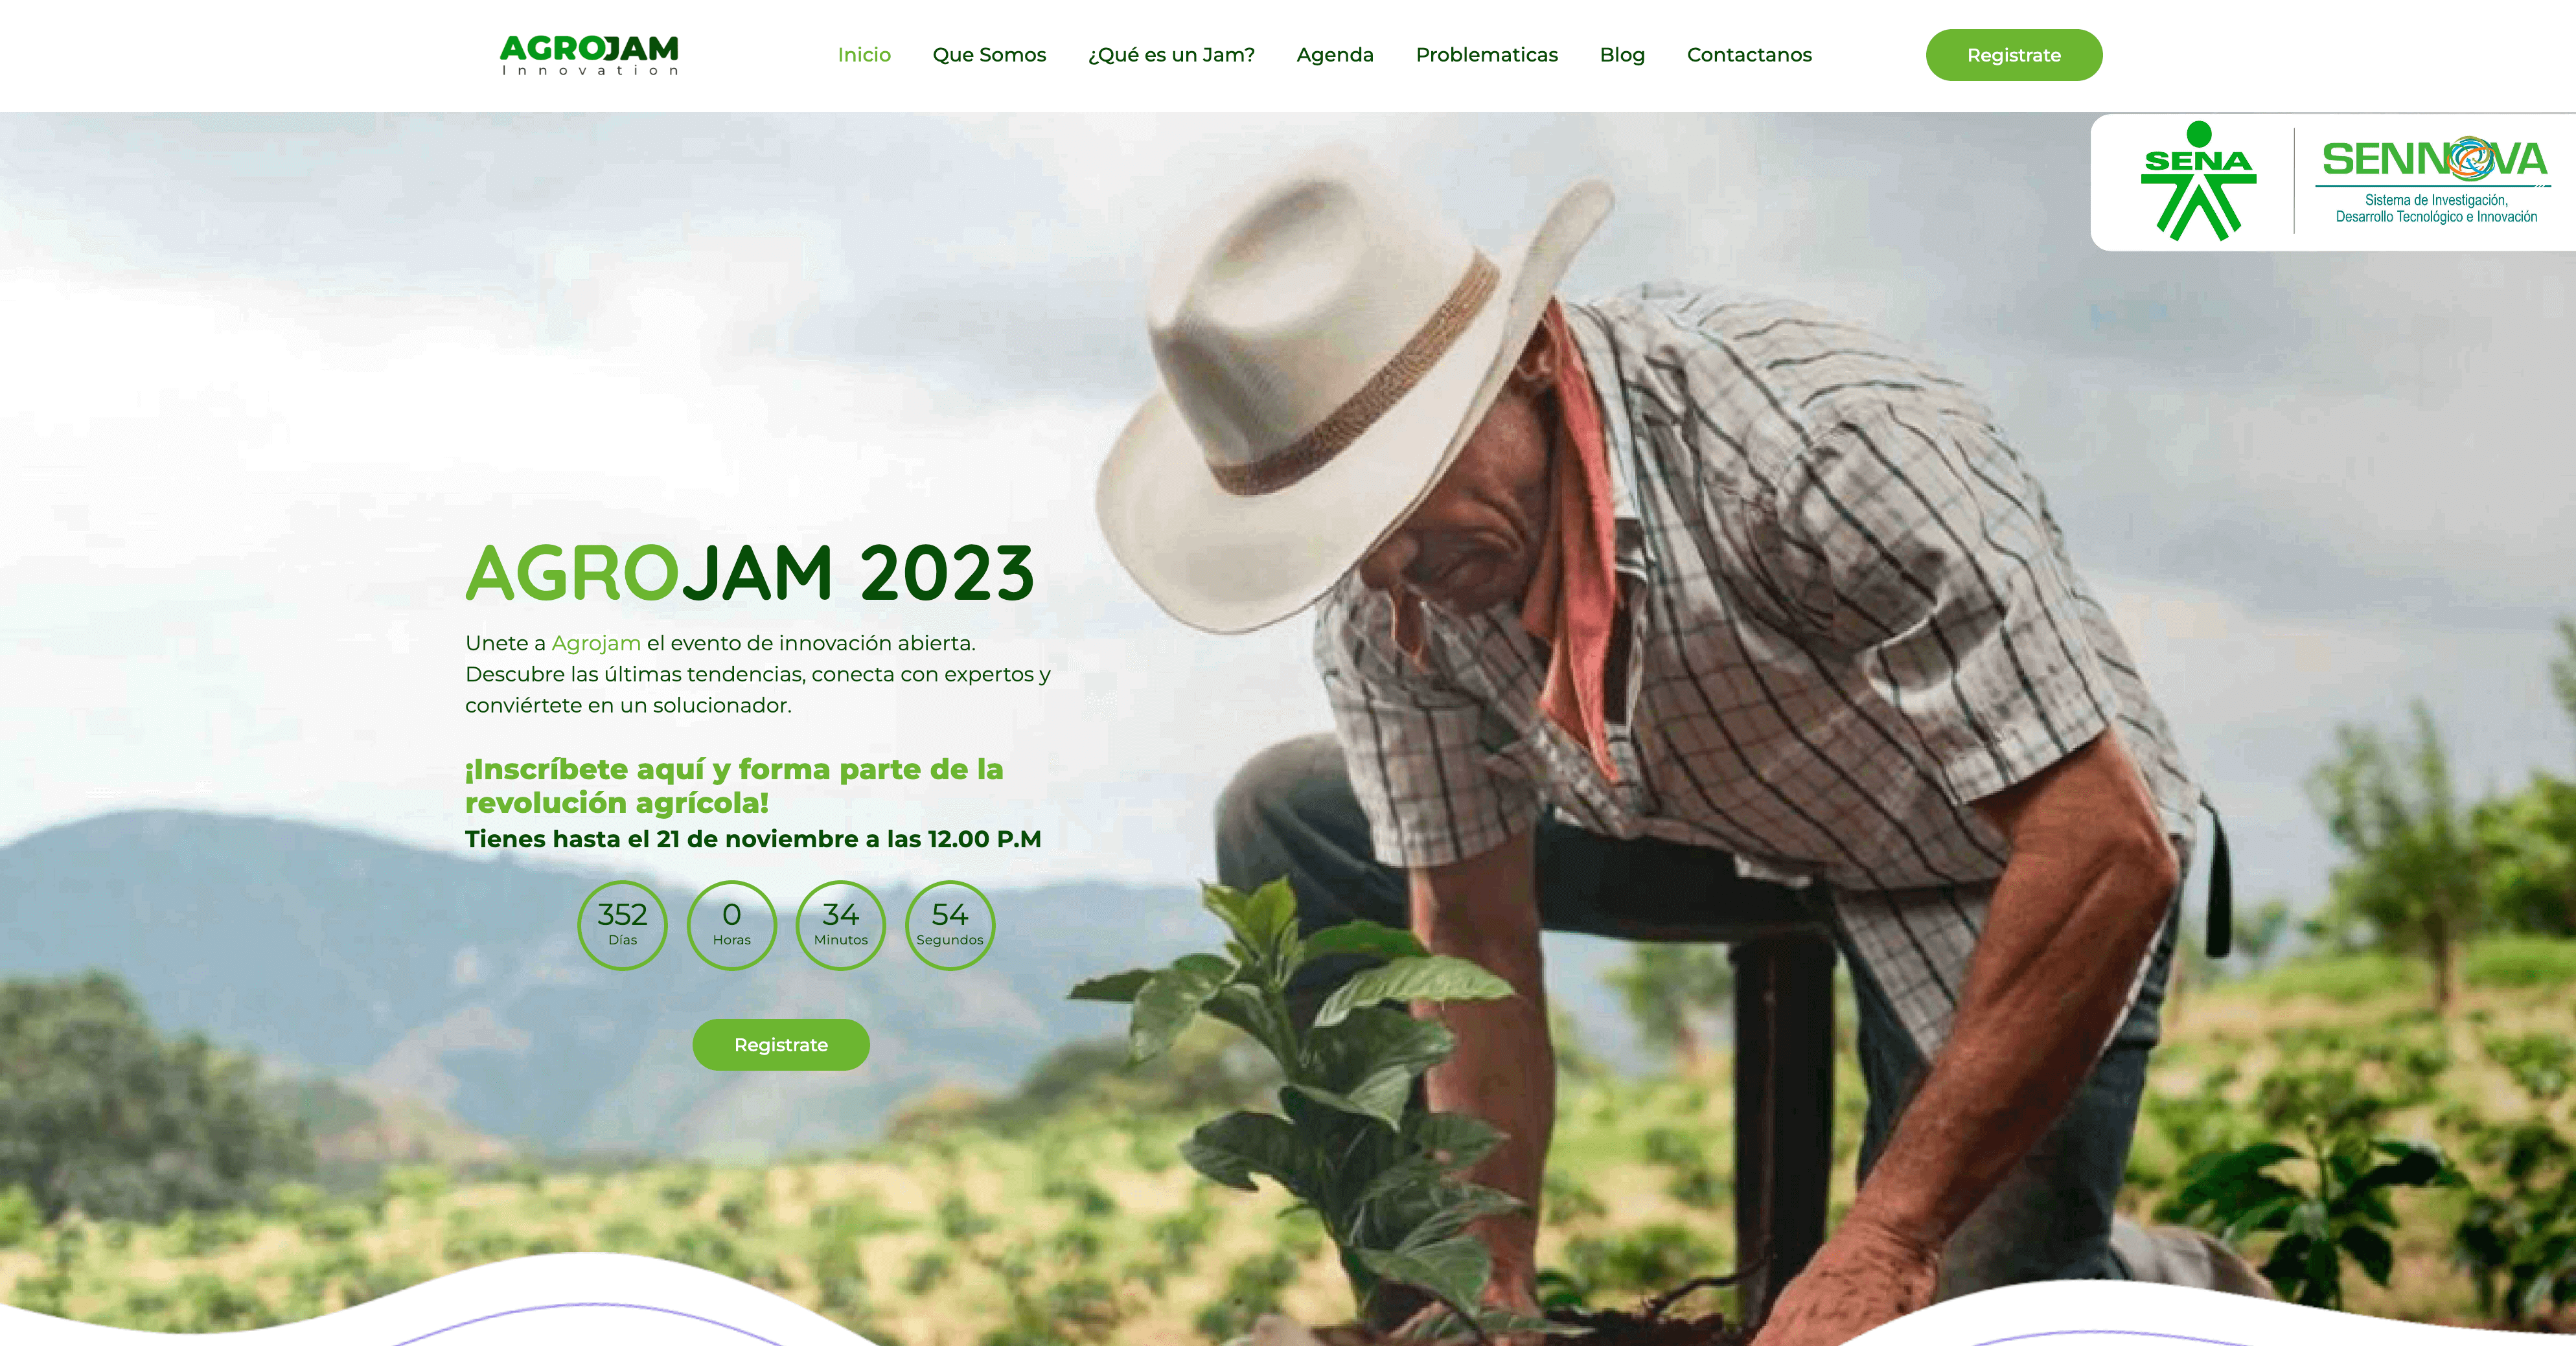 AGROJAM
Innovation
Inicio
Que Somos
¿Qué es un Jam?
Agenda
Problematicas
Blog
Contactanos
Registrate
SENA
SENNOVA
Sistema de Investigación,
Desarrollo Tecnológico e Innovación
AGROJAM 2023
Unete a Agrojam el evento de innovación abierta.
Descubre las últimas tendencias, conecta con expertos y
conviértete en un solucionador.
¡Inscríbete aquí y forma parte de la
revolución agrícola!
Tienes hasta el 21 de noviembre a las 12.00 P.M
352 0 34 54
Días Horas Minutos Segundos
Registrate